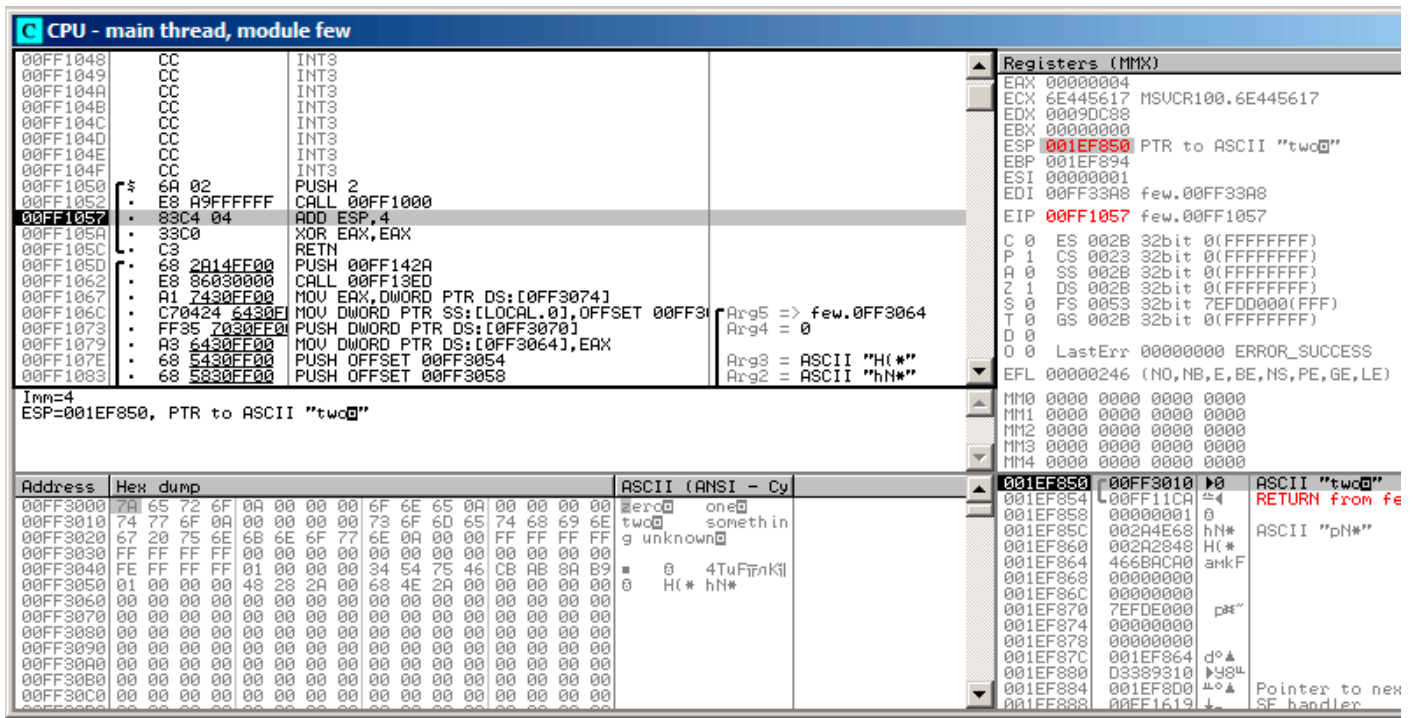 CPU - main thread, module few
00FF1048 CC INT3
00FF1049 CC INT3
00FF104A CC INT3
00FF104B CC INT3
00FF104C CC INT3
00FF104D CC INT3
00FF104E CC INT3
00FF104F CC INT3
00FF1050 $ 6A 02 PUSH 2
00FF1052 . E8 A9FFFFFF CALL 00FF1000
00FF1057 . 83C4 04 ADD ESP,4
00FF105A . 33C0 XOR EAX,EAX
00FF105C . C3 RETN
00FF105D . 68 2A14FF00 PUSH 00FF142A
00FF1062 . E8 86030000 CALL 00FF13ED
00FF1067 . A1 7430FF00 MOV EAX,DWORD PTR DS:[0FF3074]
00FF106C . C70424 6430F MOV DWORD PTR SS:[LOCAL.0],OFFSET 00FF3 Arg5 => few.0FF3064
00FF1073 . FF35 7030FF0 PUSH DWORD PTR DS:[0FF3070] Arg4 = 0
00FF1079 . A3 6430FF00 MOV DWORD PTR DS:[0FF3064],EAX
00FF107E . 68 5430FF00 PUSH OFFSET 00FF3054 Arg3 = ASCII "H(*"
00FF1083 . 68 5830FF00 PUSH OFFSET 00FF3058 Arg2 = ASCII "hN*"
Imm=4
ESP=001EF850, PTR to ASCII "two◙"
Registers (MMX)
EAX 00000004
ECX 6E445617 MSVCR100.6E445617
EDX 0009DC88
EBX 00000000
ESP 001EF850 PTR to ASCII "two◙"
EBP 001EF894
ESI 00000001
EDI 00FF33A8 few.00FF33A8
EIP 00FF1057 few.00FF1057
C 0 ES 002B 32bit 0(FFFFFFFF)
P 1 CS 0023 32bit 0(FFFFFFFF)
A 0 SS 002B 32bit 0(FFFFFFFF)
Z 1 DS 002B 32bit 0(FFFFFFFF)
S 0 FS 0053 32bit 7EFDD000(FFF)
T 0 GS 002B 32bit 0(FFFFFFFF)
D 0
O 0 LastErr 00000000 ERROR_SUCCESS
EFL 00000246 (NO,NB,E,BE,NS,PE,GE,LE)
MM0 0000 0000 0000 0000
MM1 0000 0000 0000 0000
MM2 0000 0000 0000 0000
MM3 0000 0000 0000 0000
MM4 0000 0000 0000 0000
Address Hex dump ASCII (ANSI - Cy
00FF3000 7A 65 72 6F 0A 00 00 00 6F 6E 65 0A 00 00 00 00 zero◙ one◙
00FF3010 74 77 6F 0A 00 00 00 00 73 6F 6D 65 74 68 69 6E two◙ somethin
00FF3020 67 20 75 6E 6B 6E 6F 77 6E 0A 00 00 FF FF FF FF g unknown◙
00FF3030 FF FF FF FF 00 00 00 00 00 00 00 00 00 00 00 00
00FF3040 FE FF FF FF 01 00 00 00 34 54 75 46 CB AB 8A B9 ■ 4TuF
00FF3050 01 00 00 00 48 28 2A 00 68 4E 2A 00 00 00 00 00 H(* hN*
00FF3060 00 00 00 00 00 00 00 00 00 00 00 00 00 00 00 00
00FF3070 00 00 00 00 00 00 00 00 00 00 00 00 00 00 00 00
00FF3080 00 00 00 00 00 00 00 00 00 00 00 00 00 00 00 00
00FF3090 00 00 00 00 00 00 00 00 00 00 00 00 00 00 00 00
00FF30A0 00 00 00 00 00 00 00 00 00 00 00 00 00 00 00 00
00FF30B0 00 00 00 00 00 00 00 00 00 00 00 00 00 00 00 00
00FF30C0 00 00 00 00 00 00 00 00 00 00 00 00 00 00 00 00
001EF850 00FF3010 ►0 ASCII "two◙"
001EF854 00FF11CA RETURN from fe
001EF858 00000001
001EF85C 002A4E68 hN* ASCII "pN*"
001EF860 002A2848 H(*
001EF864 466BACA0 амkF
001EF868 00000000
001EF86C 00000000
001EF870 7EFDE000
001EF874 00000000
001EF878 00000000
001EF87C 001EF864 d°▲
001EF880 D3389310
001EF884 001EF8D0 Pointer to nex
001EF888 00FF1619 SE handler